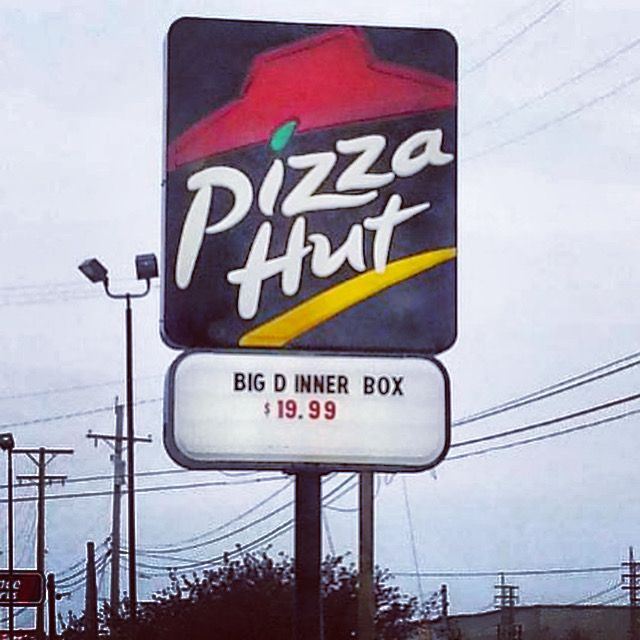 Pizza
Hut
BIG D INNER BOX
$19.99